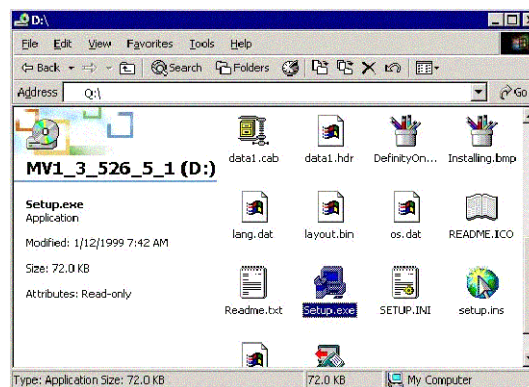 D:\
File Edit View Favorites Tools Help
Back Search Folders
Address Q:\ Go
MV1_3_526_5_1 (D:)
Setup.exe
Application
Modified: 1/12/1999 7:42 AM
Size: 72.0 KB
Attributes: Read-only
data1.cab data1.hdr DefinityOn... Installing.bmp
lang.dat layout.bin os.dat README.ICO
Readme.txt Setup.exe SETUP.INI setup.ins
Type: Application Size: 72.0 KB 72.0 KB My Computer